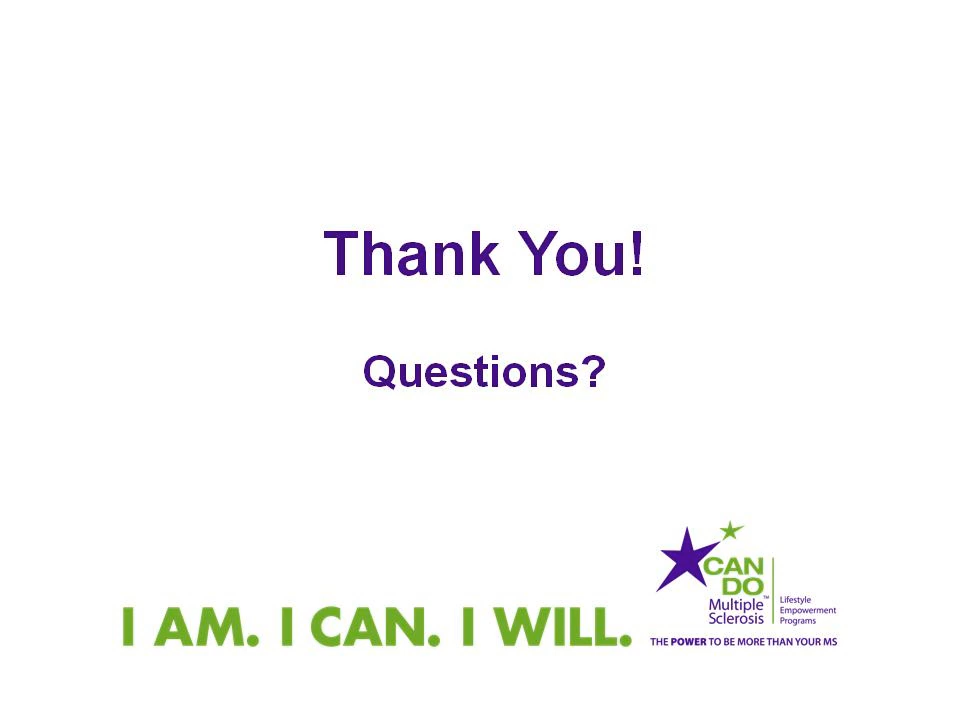 Thank You!
Questions?
I AM. I CAN. I WILL.
CAN
DO
Multiple™
Sclerosis
Lifestyle
Empowerment
Programs
THE POWER TO BE MORE THAN YOUR MS